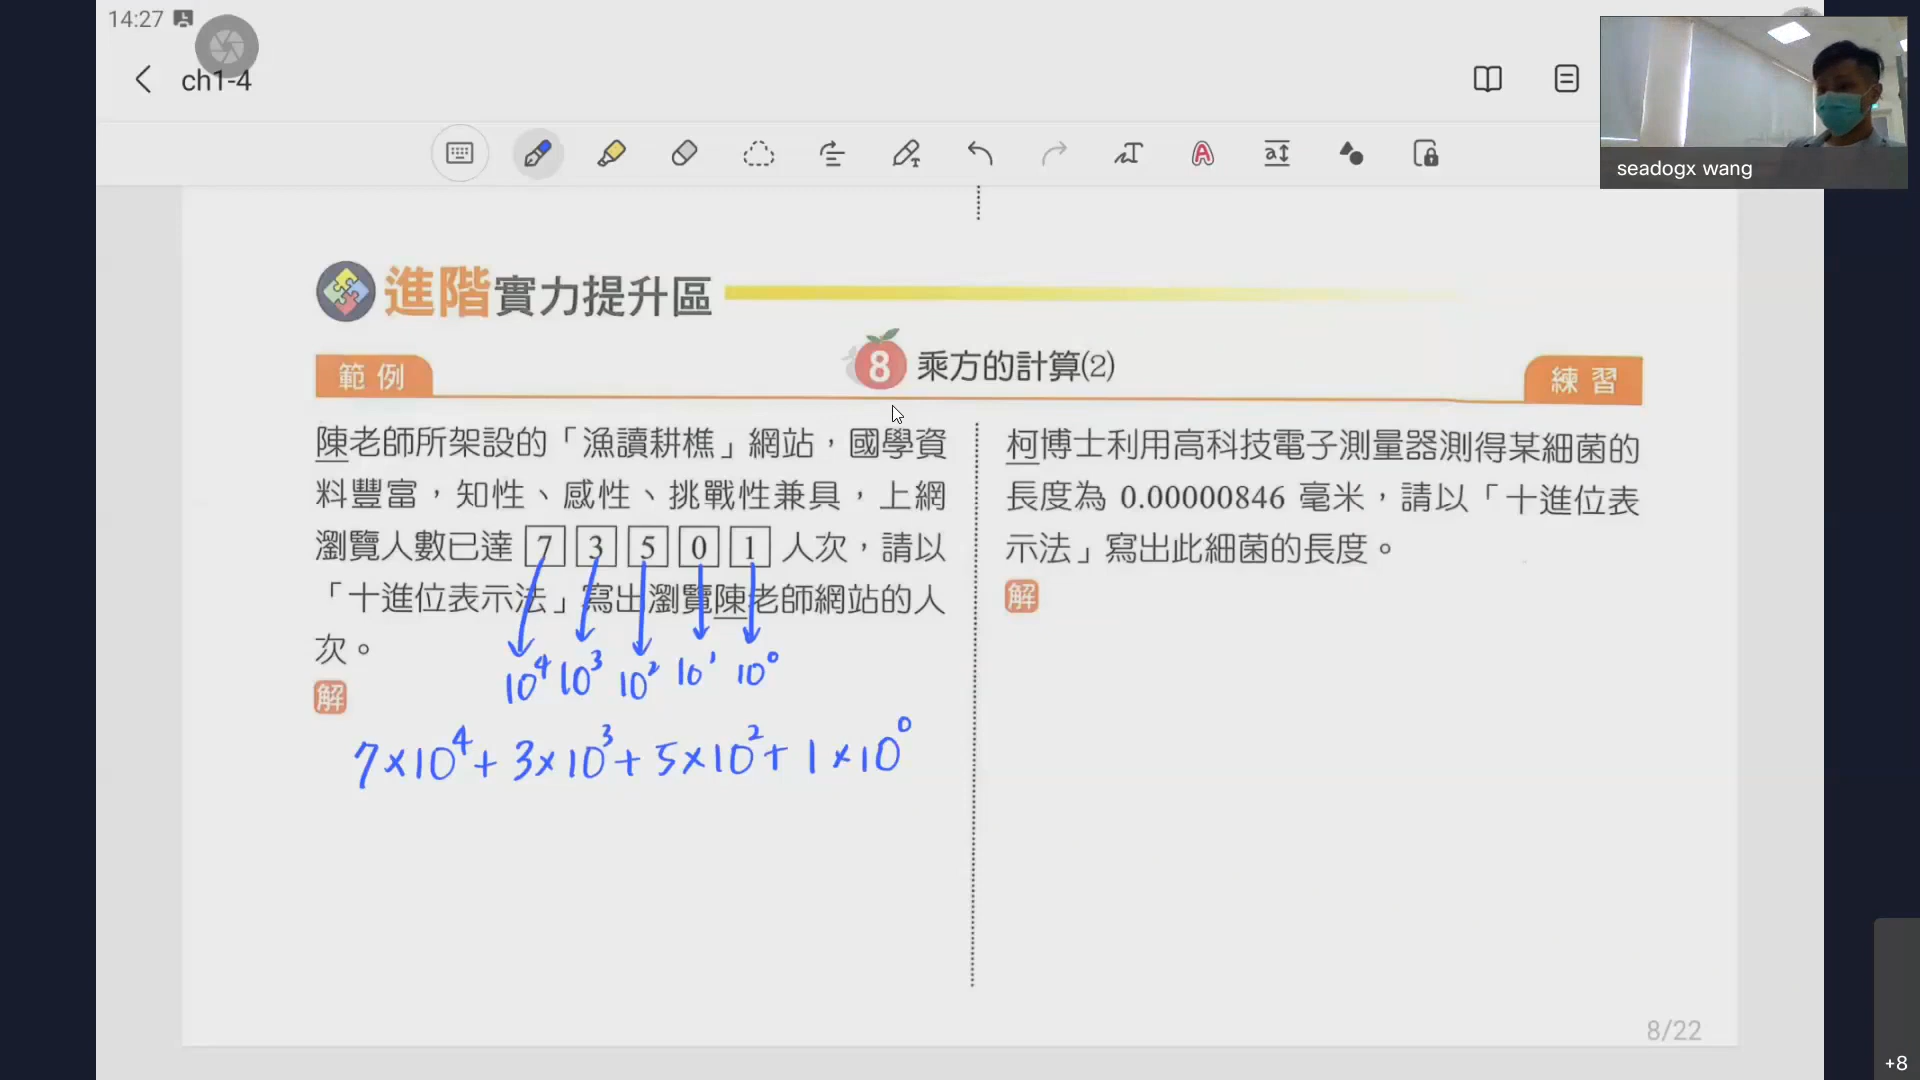 14:27
ch1-4
seadogx wang
進階實力提升區
範例
8 乘方的計算(2)
練習
陳老師所架設的「漁讀耕樵」網站，國學資
料豐富，知性、感性、挑戰性兼具，上網
瀏覽人數已達 7 3 5 0 1 人次，請以
「十進位表示法」寫出瀏覽陳老師網站的人
次。
10⁴ 10³ 10² 10¹ 10⁰
解
7×10⁴+3×10³+5×10²+1×10⁰
柯博士利用高科技電子測量器測得某細菌的
長度為 0.00000846 毫米，請以「十進位表
示法」寫出此細菌的長度。
解
8/22
+8